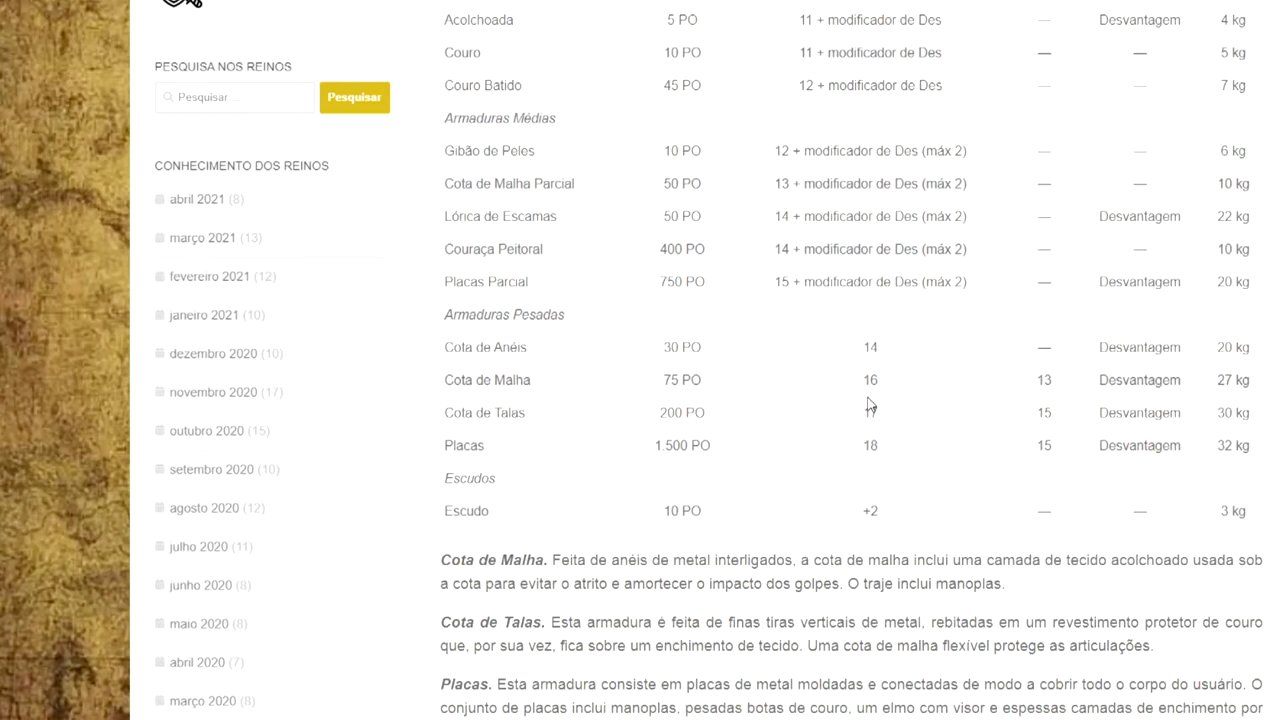 Acolchoada 5 PO 11 + modificador de Des — Desvantagem 4 kg
PESQUISA NOS REINOS
Couro 10 PO 11 + modificador de Des — — 5 kg
Pesquisar … Pesquisar
Couro Batido 45 PO 12 + modificador de Des — — 7 kg
Armaduras Médias
CONHECIMENTO DOS REINOS
Gibão de Peles 10 PO 12 + modificador de Des (máx 2) — — 6 kg
abril 2021 (8)
Cota de Malha Parcial 50 PO 13 + modificador de Des (máx 2) — — 10 kg
março 2021 (13)
Lórica de Escamas 50 PO 14 + modificador de Des (máx 2) — Desvantagem 22 kg
fevereiro 2021 (12)
Couraça Peitoral 400 PO 14 + modificador de Des (máx 2) — — 10 kg
Placas Parcial 750 PO 15 + modificador de Des (máx 2) — Desvantagem 20 kg
janeiro 2021 (10)
Armaduras Pesadas
dezembro 2020 (10)
Cota de Anéis 30 PO 14 — Desvantagem 20 kg
novembro 2020 (17)
Cota de Malha 75 PO 16 13 Desvantagem 27 kg
outubro 2020 (15)
Cota de Talas 200 PO 15 Desvantagem 30 kg
setembro 2020 (10)
Placas 1.500 PO 18 15 Desvantagem 32 kg
Escudos
agosto 2020 (12)
Escudo 10 PO +2 — — 3 kg
julho 2020 (11)
junho 2020 (8)
maio 2020 (8)
abril 2020 (7)
março 2020 (8)
Cota de Malha. Feita de anéis de metal interligados, a cota de malha inclui uma camada de tecido acolchoado usada sob
a cota para evitar o atrito e amortecer o impacto dos golpes. O traje inclui manoplas.
Cota de Talas. Esta armadura é feita de finas tiras verticais de metal, rebitadas em um revestimento protetor de couro
que, por sua vez, fica sobre um enchimento de tecido. Uma cota de malha flexível protege as articulações.
Placas. Esta armadura consiste em placas de metal moldadas e conectadas de modo a cobrir todo o corpo do usuário. O
conjunto de placas inclui manoplas, pesadas botas de couro, um elmo com visor e espessas camadas de enchimento por